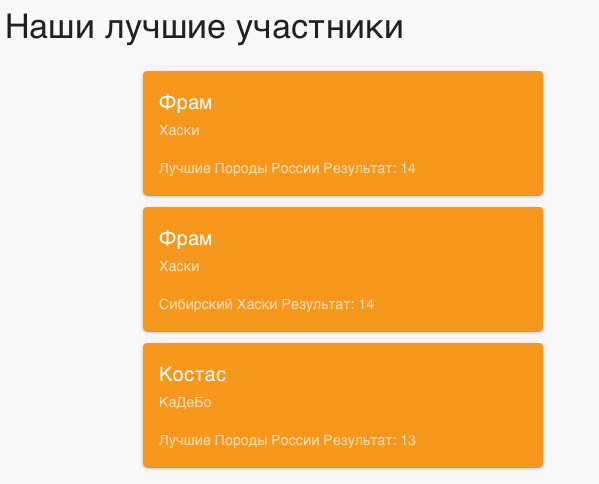 Наши лучшие участники
Фрам
Хаски
Лучшие Породы России Результат: 14
Фрам
Хаски
Сибирский Хаски Результат: 14
Костас
КаДеБо
Лучшие Породы России Результат: 13